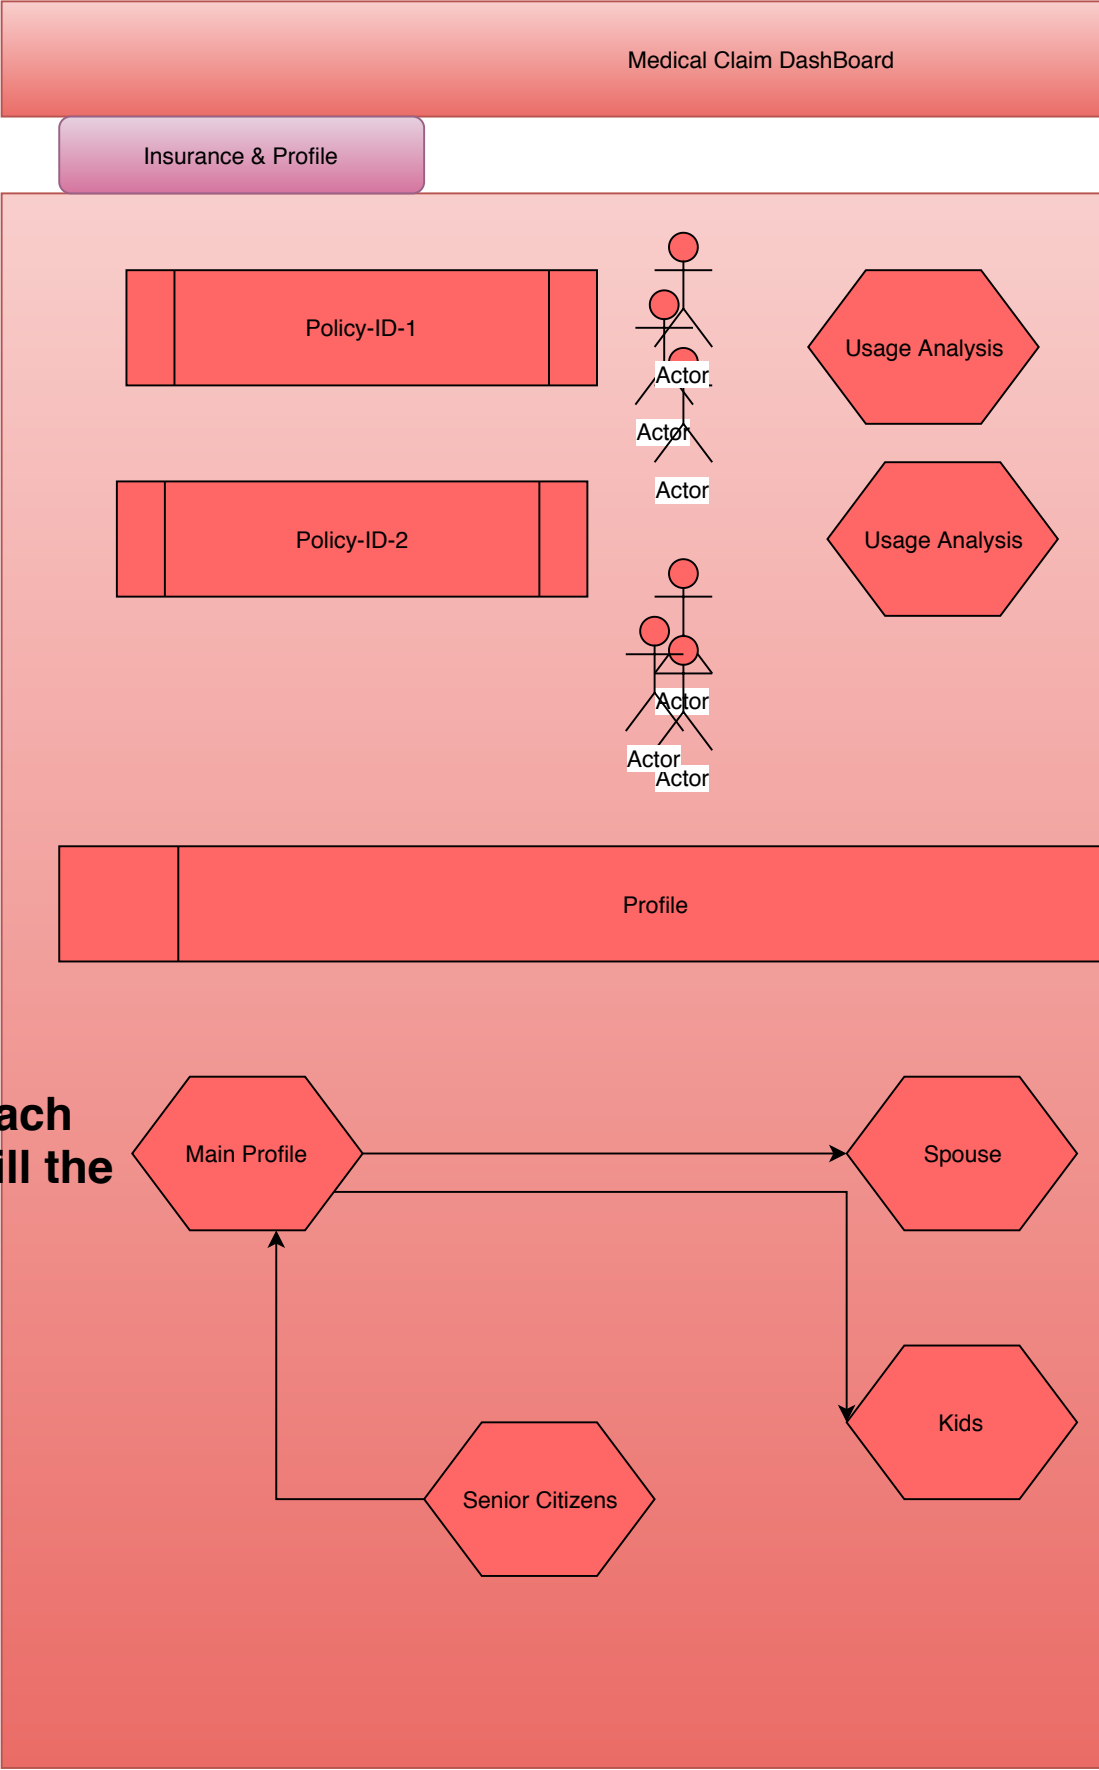 Medical Claim DashBoard
Insurance & Profile
Policy-ID-1
Actor
Actor
Actor
Usage Analysis
Policy-ID-2
Usage Analysis
Actor
Actor
Actor
Profile
ach
ill the
Main Profile
Spouse
Kids
Senior Citizens